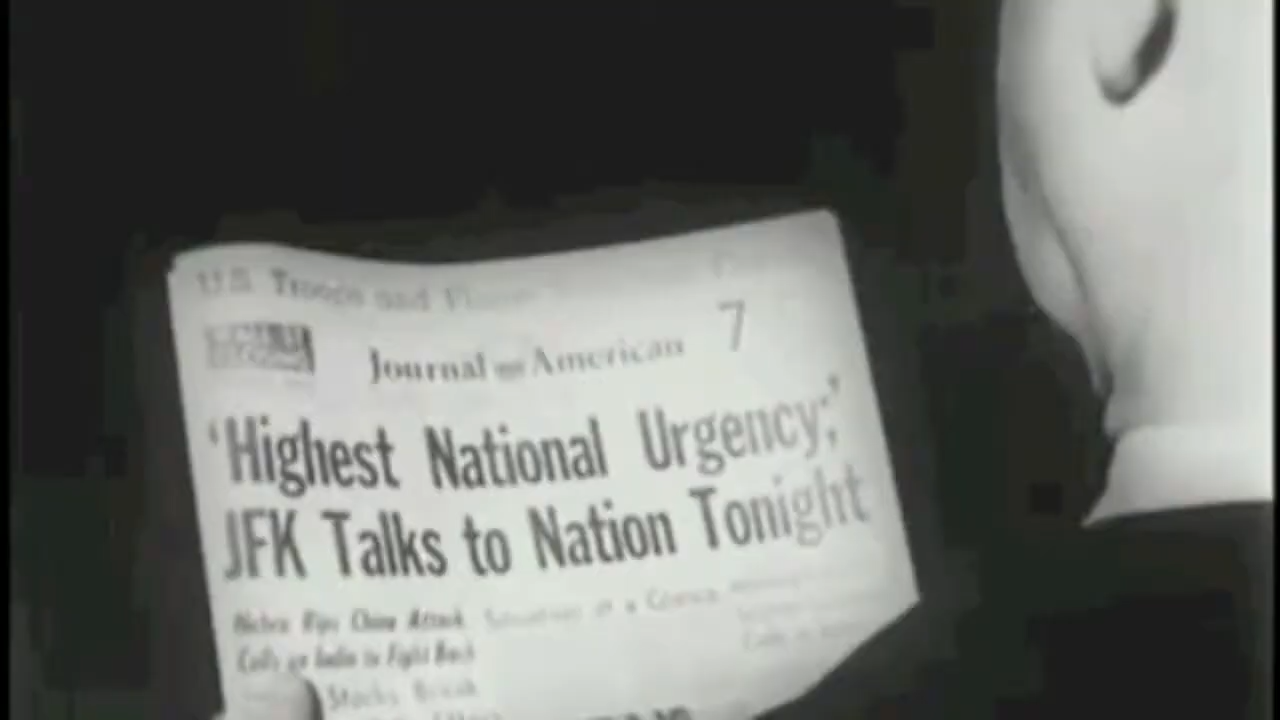 U.S. Troops and Planes
Journal American 7
'Highest National Urgency;'
JFK Talks to Nation Tonight
Nehru Rips China Attack
Calls on India to Fight Back
Stocks Break